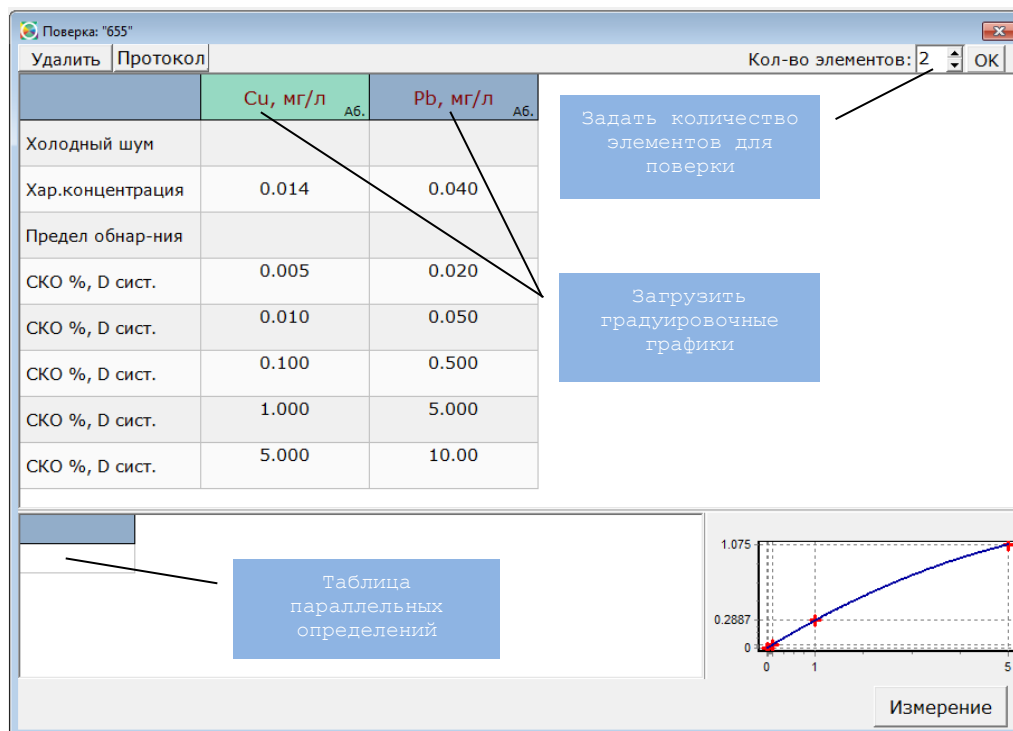 Поверка: "655"
Удалить Протокол Кол-во элементов: 2 OK
Cu, мг/л Аб. Pb, мг/л Аб.
Холодный шум
Хар.концентрация 0.014 0.040
Предел обнар-ния
СКО %, D сист. 0.005 0.020
СКО %, D сист. 0.010 0.050
СКО %, D сист. 0.100 0.500
СКО %, D сист. 1.000 5.000
СКО %, D сист. 5.000 10.00
Задать количество
элементов для
поверки
Загрузить
градуировочные
графики
Таблица
параллельных
определений
1.075
0.2887
0
0 1 5
Измерение